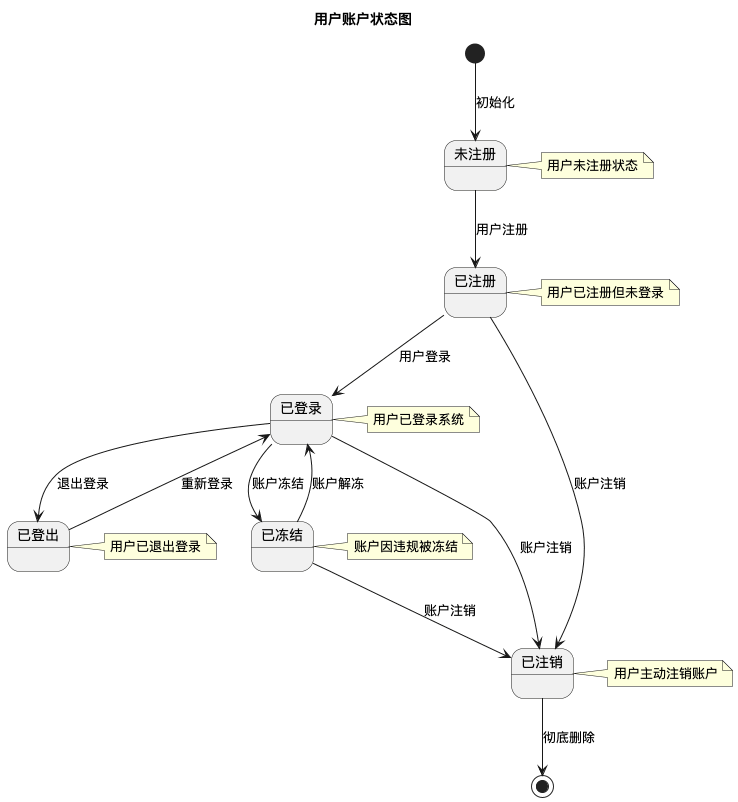 用户账户状态图
初始化
未注册
用户未注册状态
用户注册
已注册
用户已注册但未登录
用户登录
账户注销
已登录
用户已登录系统
退出登录
重新登录
账户冻结
账户解冻
账户注销
已登出
用户已退出登录
已冻结
账户因违规被冻结
账户注销
已注销
用户主动注销账户
彻底删除